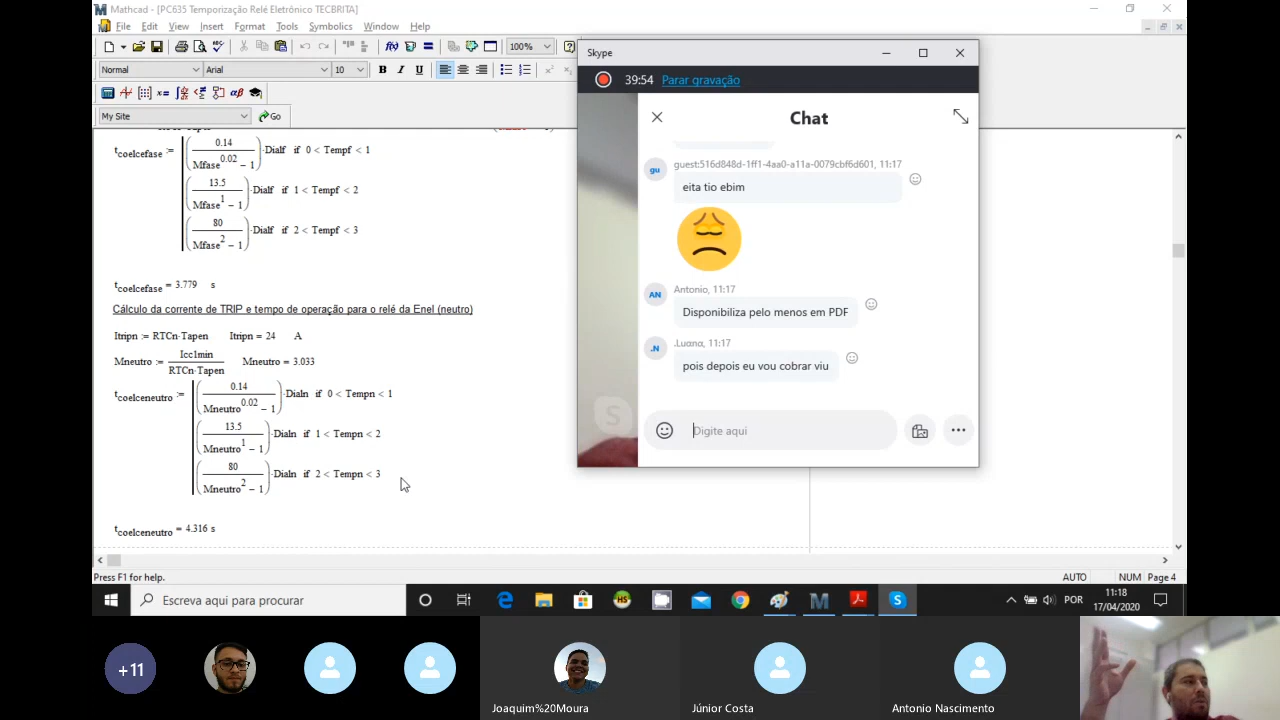 Mathcad - [PC635 Temporização Relé Eletrônico TECBRITA]
File Edit View Insert Format Tools Symbolics Window Help
100%
Normal Arial 10 B I U
My Site Go
t coelcefase := (0.14 / Mfase^0.02 − 1)·Dialf if 0 < Tempf < 1
(13.5 / Mfase^1 − 1)·Dialf if 1 < Tempf < 2
(80 / Mfase^2 − 1)·Dialf if 2 < Tempf < 3
t coelcefase = 3.779 s
Cálculo da corrente de TRIP e tempo de operação para o relé da Enel (neutro)
Itripn := RTCn·Tapen Itripn = 24 A
Mneutro := Icc1min / RTCn·Tapen Mneutro = 3.033
t coelceneutro := (0.14 / Mneutro^0.02 − 1)·Dialn if 0 < Tempn < 1
(13.5 / Mneutro^1 − 1)·Dialn if 1 < Tempn < 2
(80 / Mneutro^2 − 1)·Dialn if 2 < Tempn < 3
t coelceneutro = 4.316 s
Press F1 for help.
AUTO NUM Page 4
Skype
39:54 Parar gravação
Chat
gu
guest:516d848d-1ff1-4aa0-a11a-0079cbf6d601, 11:17
eita tio ebim
AN
Antonio, 11:17
Disponibiliza pelo menos em PDF
.N
.Luana, 11:17
pois depois eu vou cobrar viu
Digite aqui
Escreva aqui para procurar
POR
11:18
17/04/2020
+11
Joaquim%20Moura
Júnior Costa
Antonio Nascimento